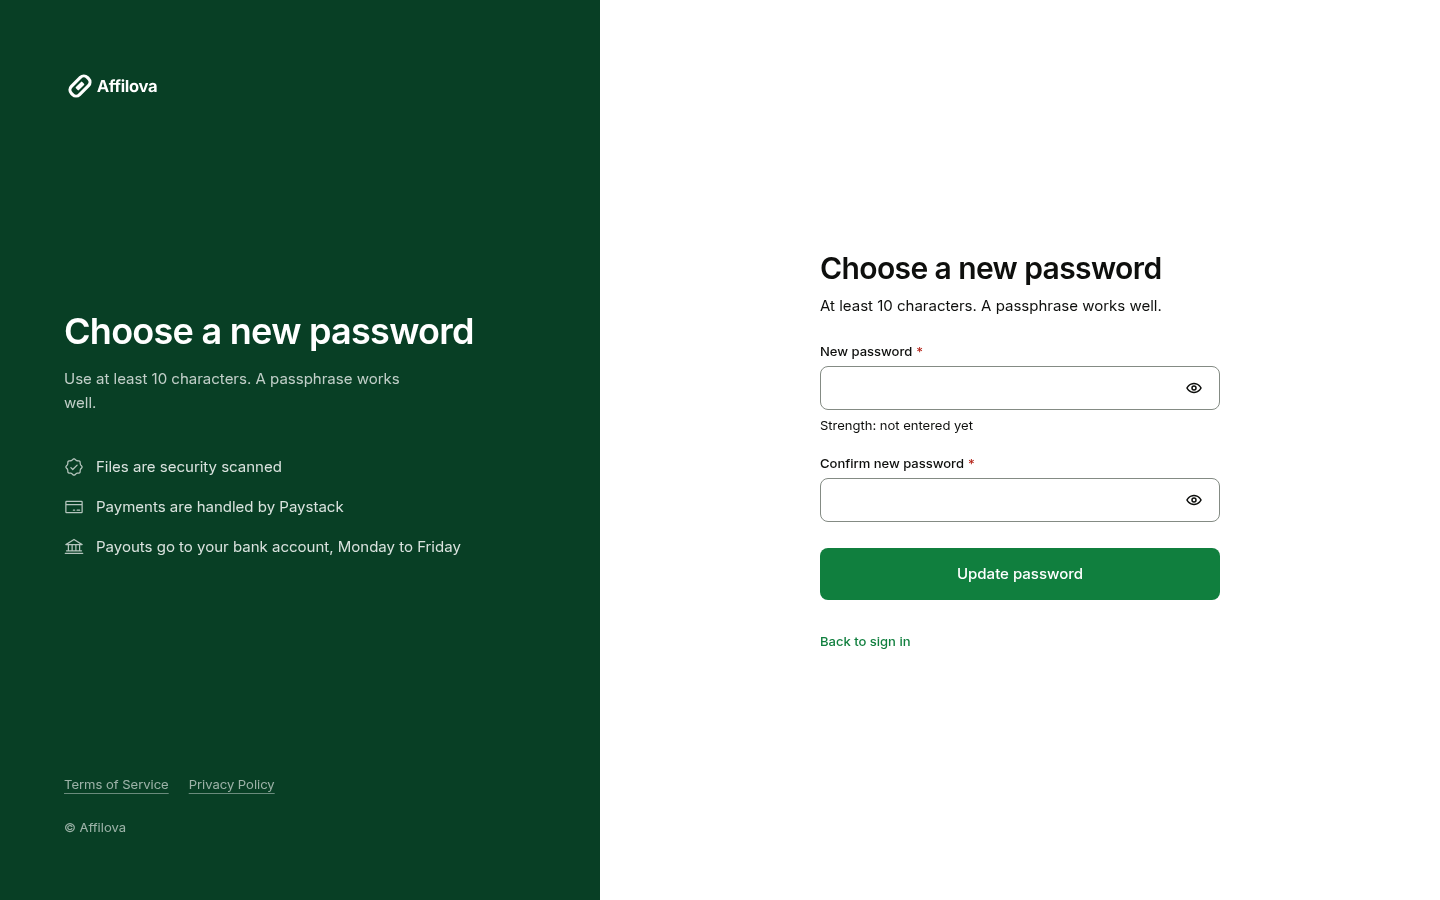 Affilova
Choose a new password
Use at least 10 characters. A passphrase works
well.
Files are security scanned
Payments are handled by Paystack
Payouts go to your bank account, Monday to Friday
Terms of Service Privacy Policy
© Affilova
Choose a new password
At least 10 characters. A passphrase works well.
New password *
Strength: not entered yet
Confirm new password *
Update password
Back to sign in